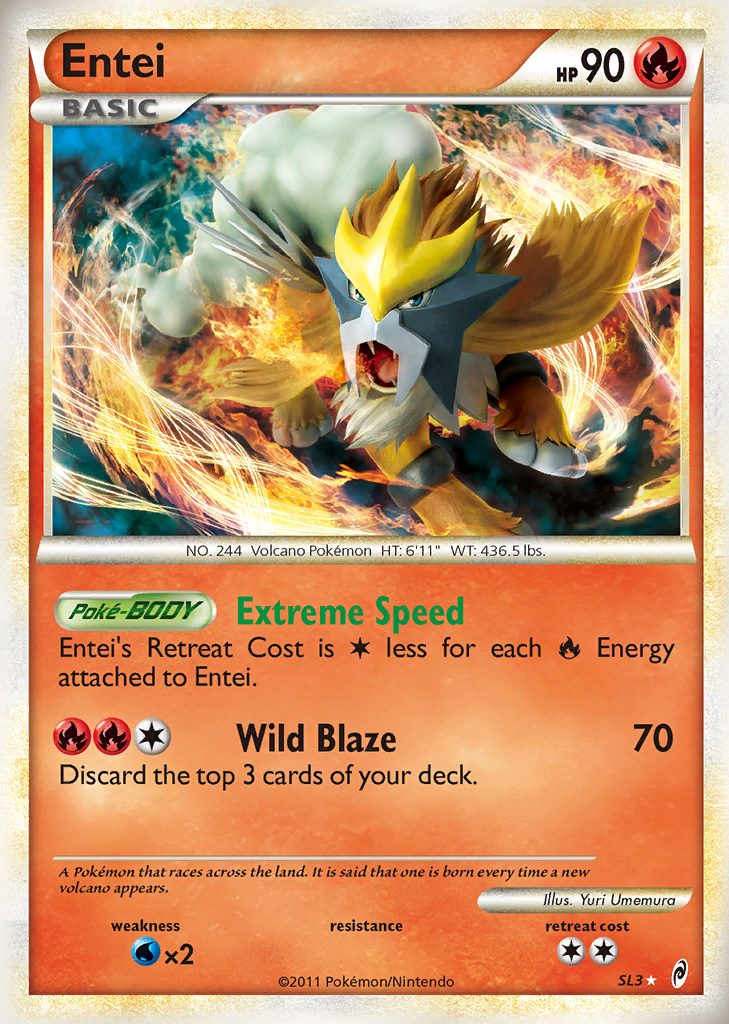 Entei
HP 90
BASIC
NO. 244 Volcano Pokémon HT: 6'11" WT: 436.5 lbs.
Poké-BODY Extreme Speed
Entei's Retreat Cost is less for each Energy
attached to Entei.
Wild Blaze 70
Discard the top 3 cards of your deck.
A Pokémon that races across the land. It is said that one is born every time a new
volcano appears.
Illus. Yuri Umemura
weakness resistance retreat cost
×2
©2011 Pokémon/Nintendo SL3